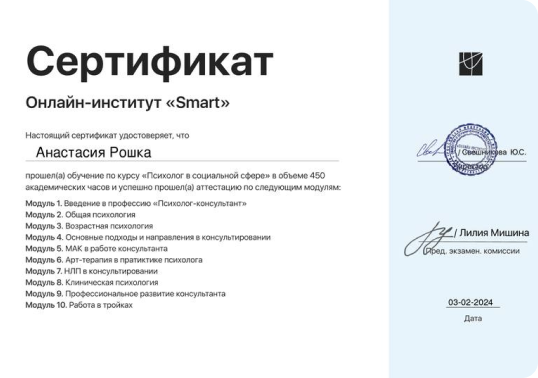 Сертификат
Онлайн-институт «Smart»
Настоящий сертификат удостоверяет, что
Анастасия Рошка
прошел(а) обучение по курсу «Психолог в социальной сфере» в объеме 450
академических часов и успешно прошел(а) аттестацию по следующим модулям:
Модуль 1. Введение в профессию «Психолог-консультант»
Модуль 2. Общая психология
Модуль 3. Возрастная психология
Модуль 4. Основные подходы и направления в консультировании
Модуль 5. МАК в работе консультанта
Модуль 6. Арт-терапия в пратиктике психолога
Модуль 7. НЛП в консультировании
Модуль 8. Клиническая психология
Модуль 9. Профессиональное развитие консультанта
Модуль 10. Работа в тройках
/ Свешникова Ю.С.
Директор
/ Лилия Мишина
Пред. экзамен. комиссии
03-02-2024
Дата